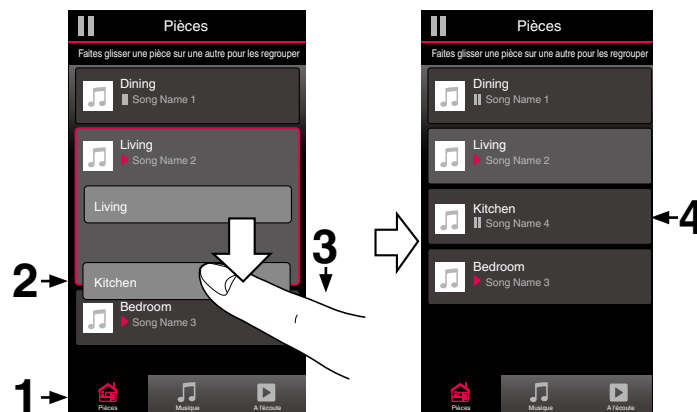 Pièces
Faites glisser une pièce sur une autre pour les regrouper
Dining
Song Name 1
Living
Song Name 2
Living
Kitchen
Bedroom
Song Name 3
Pièces
Musique
A l'écoute
1
2
3
Pièces
Faites glisser une pièce sur une autre pour les regrouper
Dining
Song Name 1
Living
Song Name 2
Kitchen
Song Name 4
Bedroom
Song Name 3
Pièces
Musique
A l'écoute
4